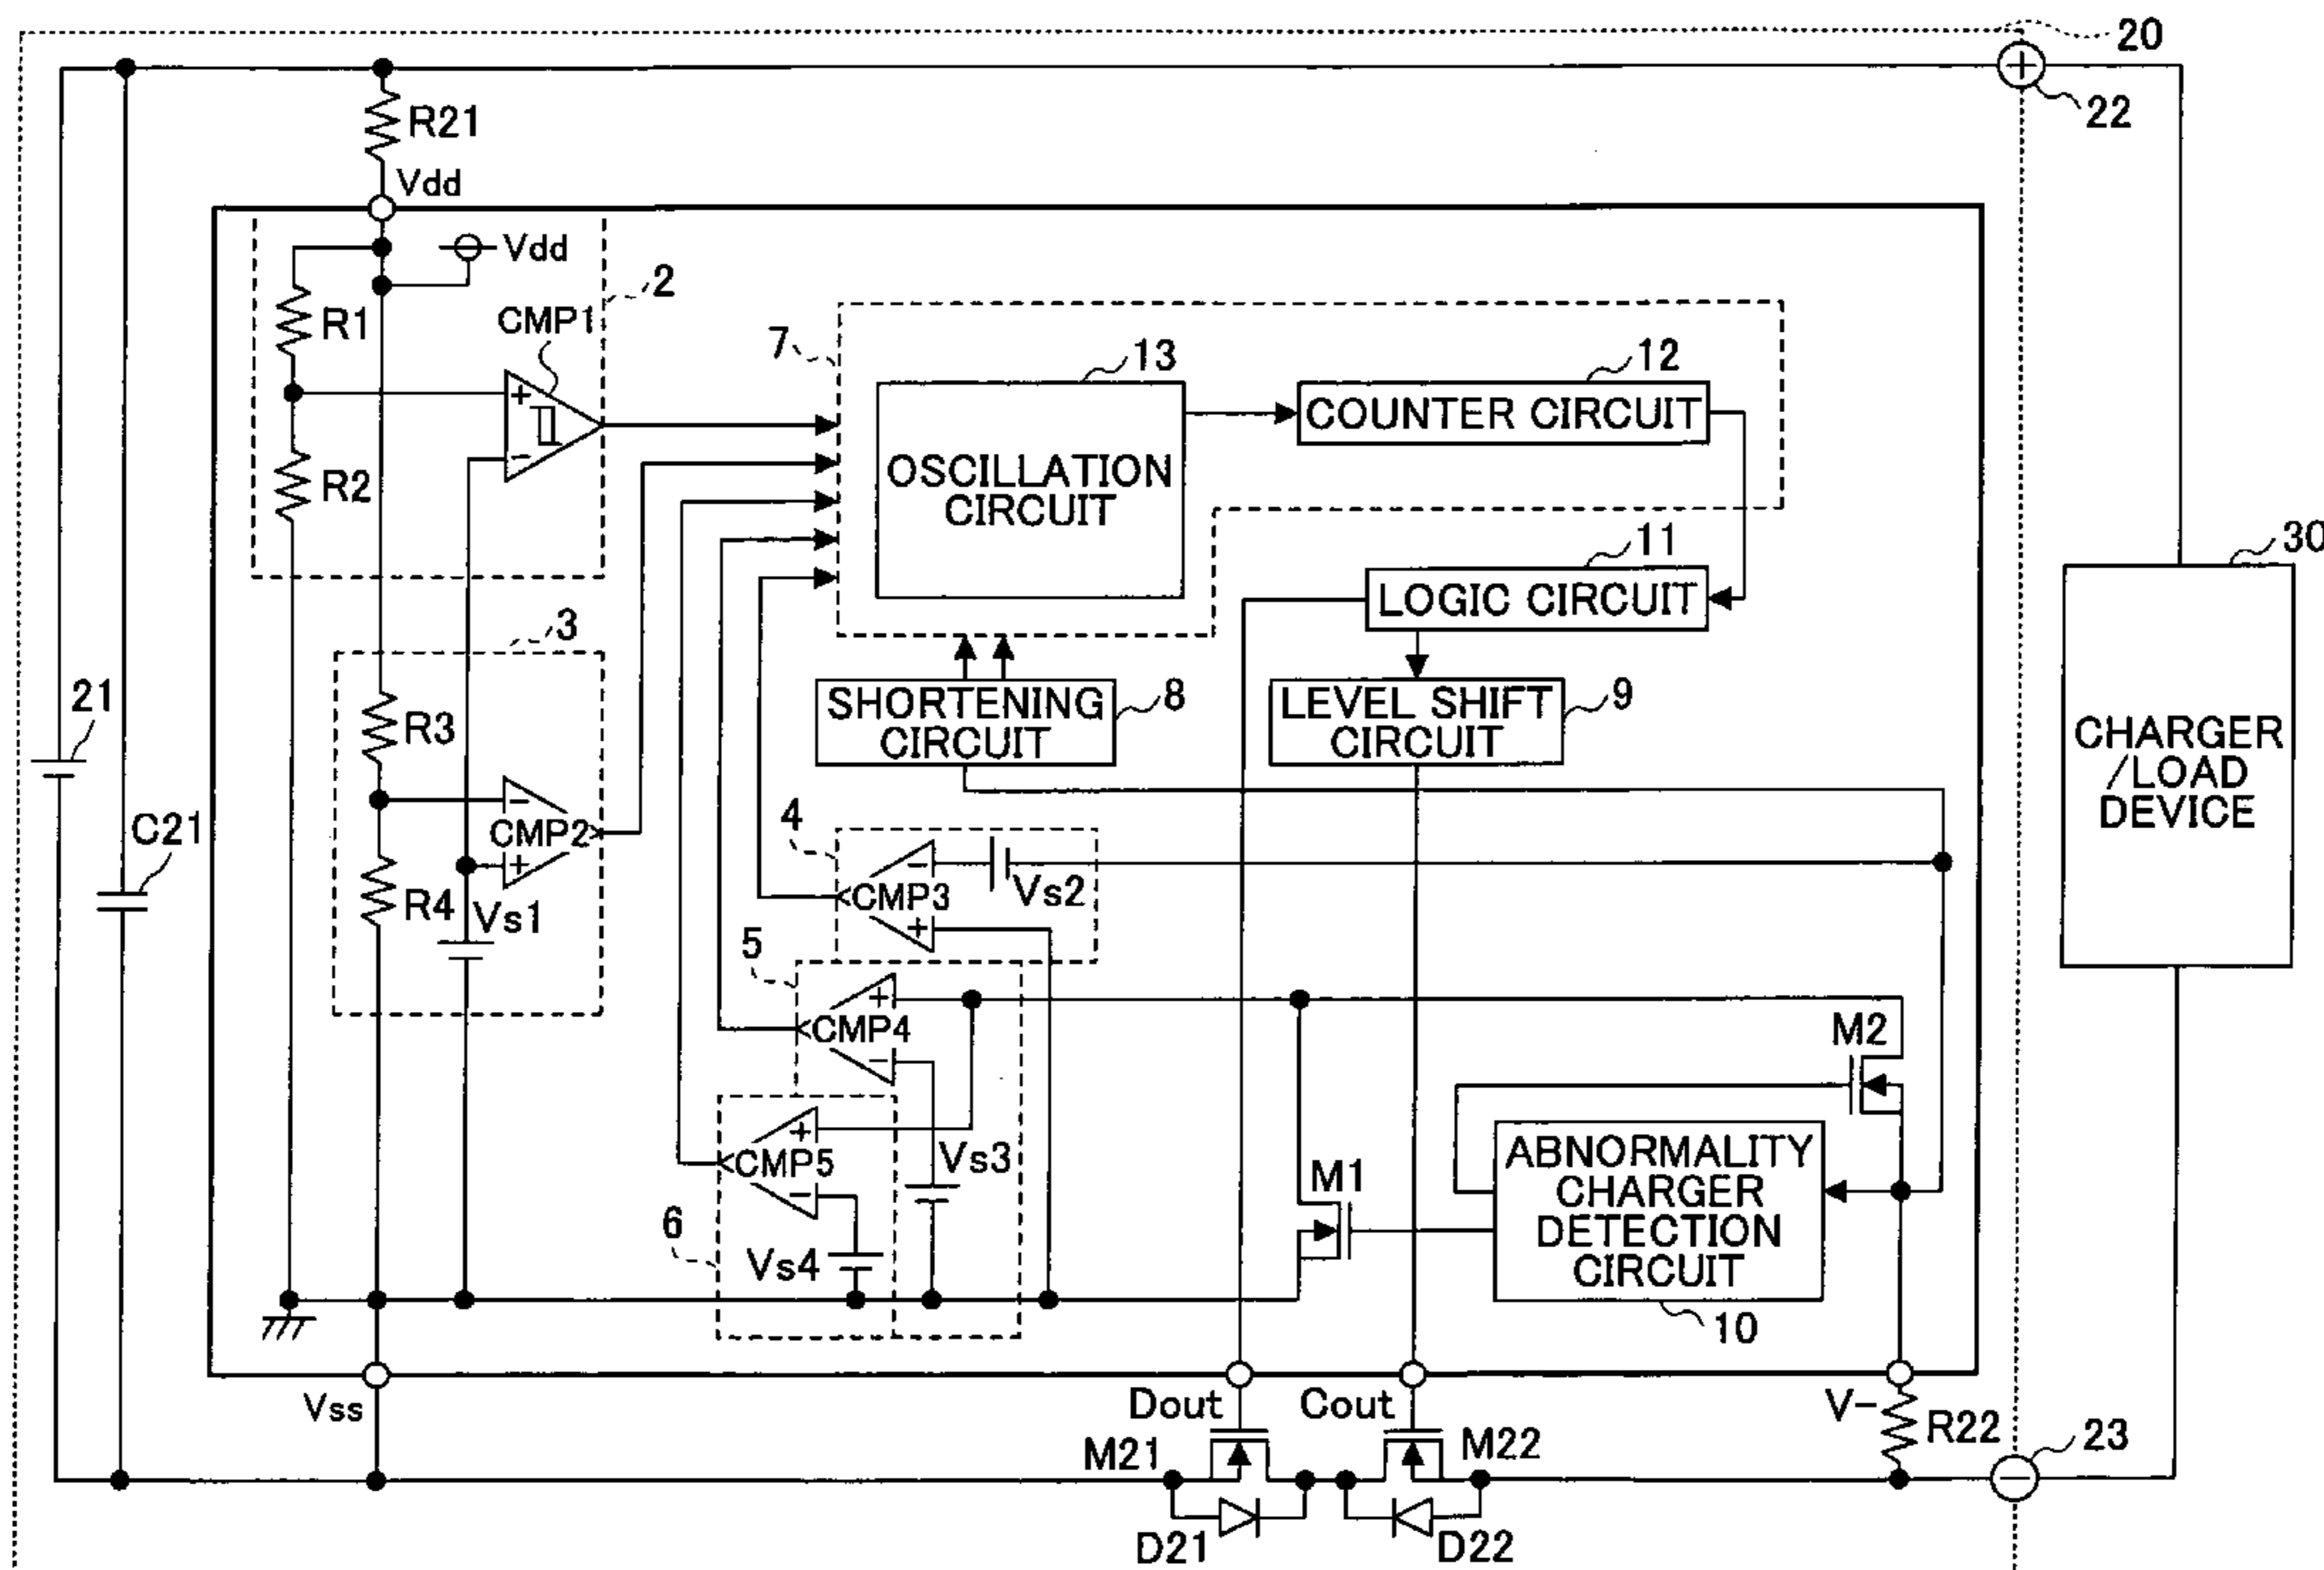 20
22
R21
Vdd
Vdd
2
R1
CMP1
+
−
R2
7
13
OSCILLATION
CIRCUIT
12
COUNTER CIRCUIT
11
LOGIC CIRCUIT
30
CHARGER
/LOAD
DEVICE
3
R3
−
CMP2
+
R4
Vs1
21
C21
SHORTENING
CIRCUIT
8
LEVEL SHIFT
CIRCUIT
9
4
−
CMP3
+
Vs2
5
+
CMP4
−
Vs3
6
+
CMP5
−
Vs4
M2
M1
ABNORMALITY
CHARGER
DETECTION
CIRCUIT
10
Vss
Dout
Cout
V−
R22
23
M21
M22
D21
D22
+
−